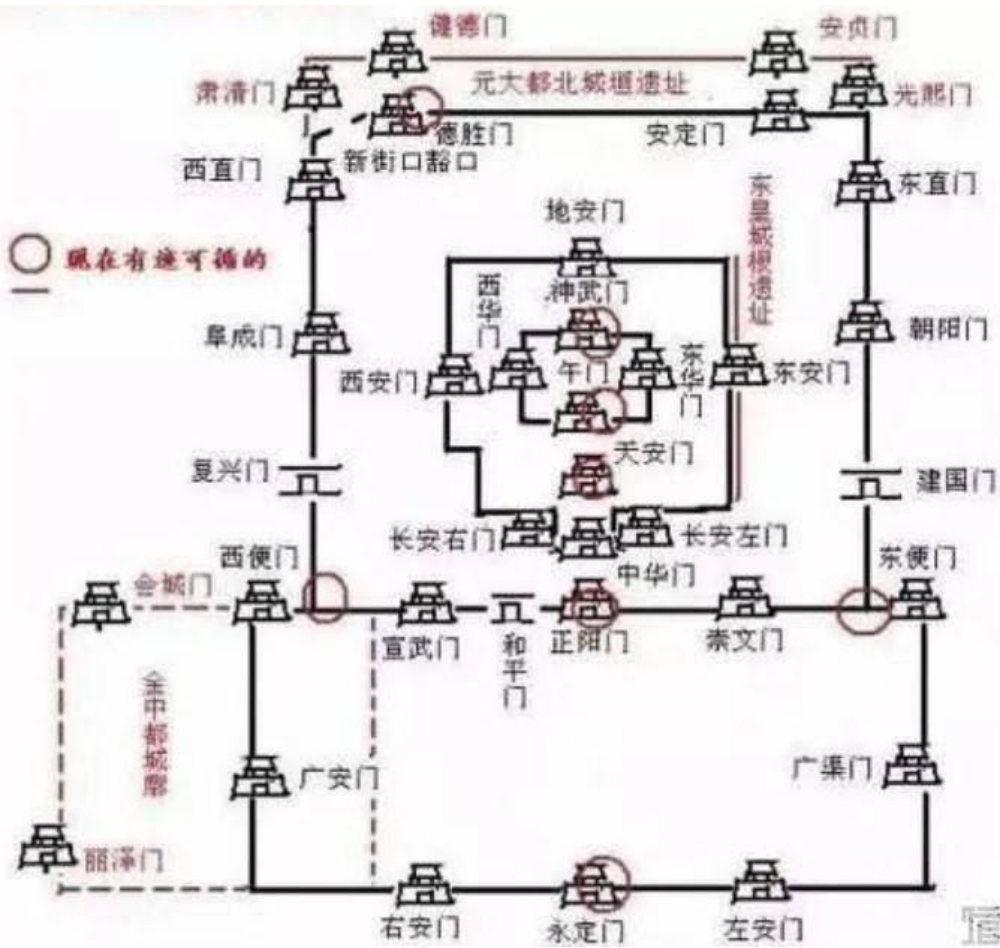 健德门
安贞门
肃清门
元大都北城垣遗址
光熙门
德胜门
安定门
新街口豁口
西直门
东直门
东皇城根遗址
地安门
现在有迹可循的
西华门
神武门
阜成门
朝阳门
西安门
午门
东华门
东安门
天安门
复兴门
建国门
长安右门
长安左门
西便门
中华门
东便门
会城门
宣武门
和平门
正阳门
崇文门
金中都城廓
广安门
广渠门
丽泽门
右安门
永定门
左安门